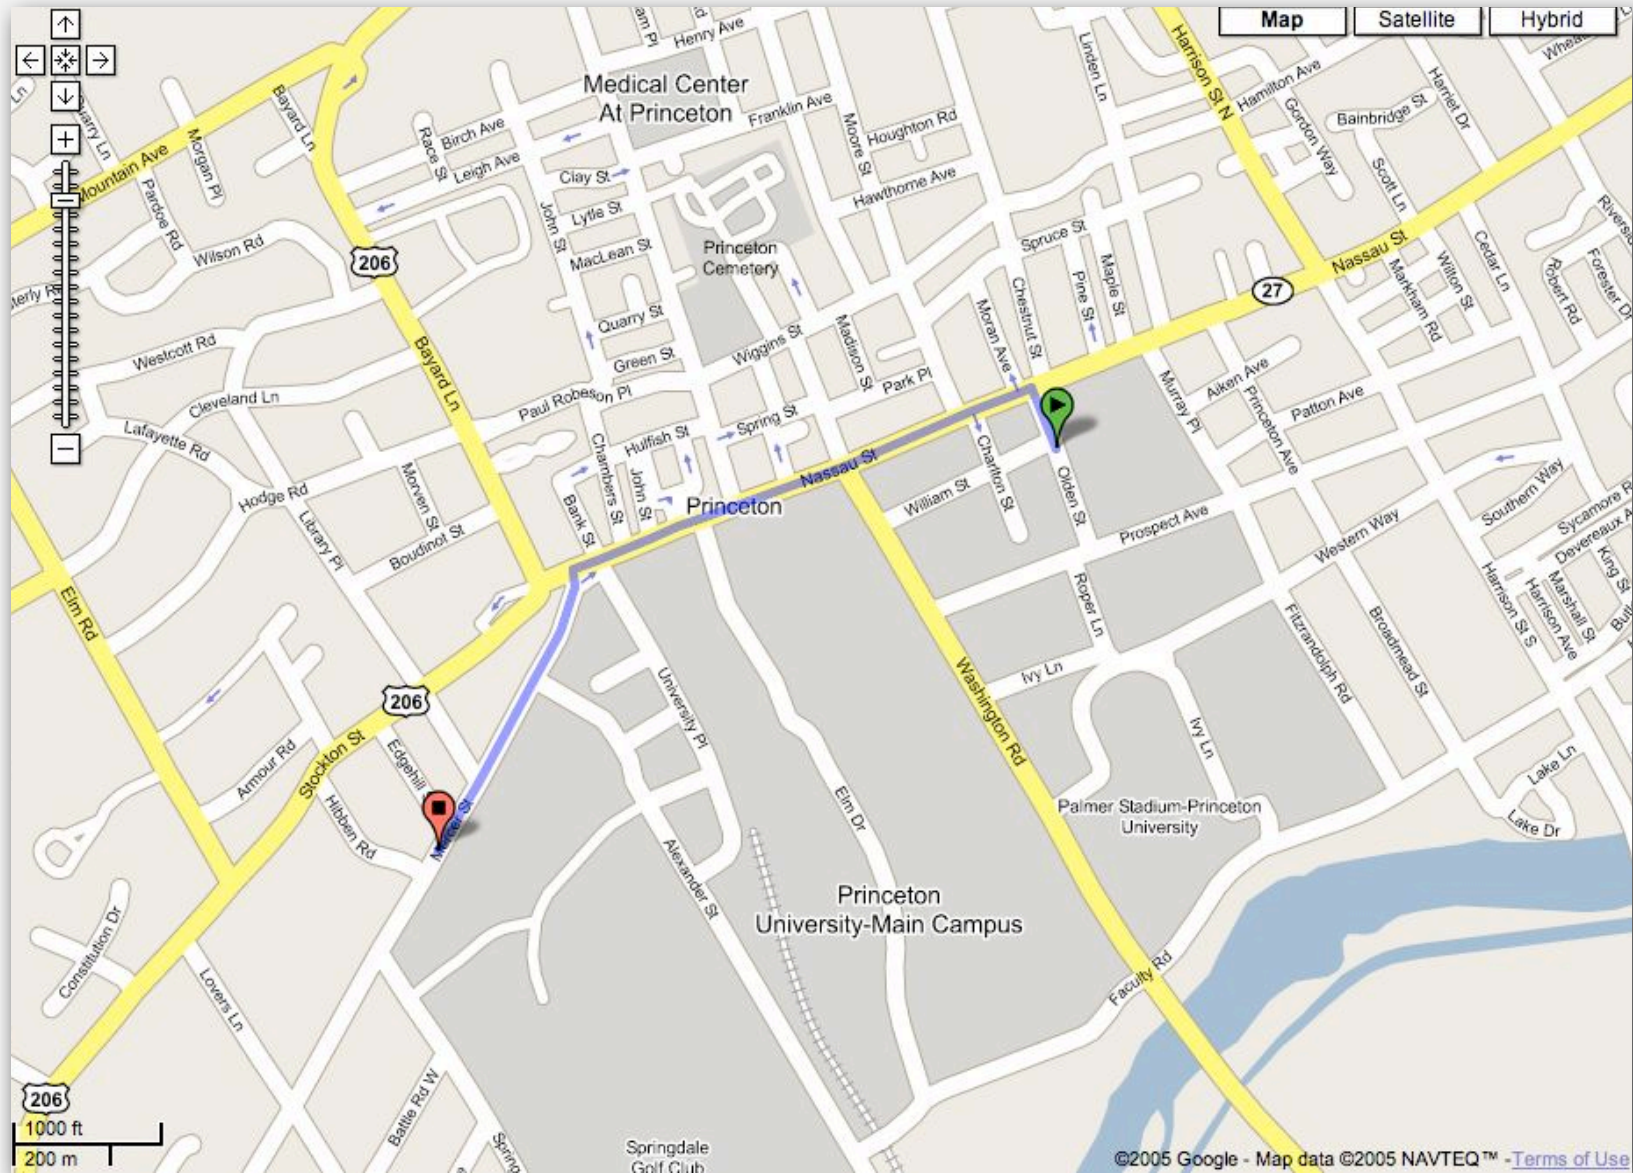 Map
Satellite
Hybrid
Henry Ave
Linden Ln
Harrison St N
Hamilton Ave
Harriet Dr
Medical Center
At Princeton
Franklin Ave
Bayard Ln
Morgan Pl
Mountain Ave
Race St
Birch Ave
Leigh Ave
Moore St
Houghton Rd
Gordon Way
Bainbridge St
Pardoe Rd
Clay St
Hawthorne Ave
Scott Ln
Wilson Rd
206
John St
Lytle St
MacLean St
Princeton
Cemetery
Spruce St
Maple St
Pine St
Chestnut St
Moran Ave
Nassau St
27
Markham Rd
Wilton St
Cedar Ln
Robert Rd
Forester Dr
Quarry St
Green St
Wiggins St
Madison St
Park Pl
Westcott Rd
Cleveland Ln
Bayard Ln
Paul Robeson Pl
Spring St
Hulfish St
Murray Pl
Aiken Ave
Princeton Ave
Patton Ave
Lafayette Rd
Hodge Rd
Library Pl
Morven St
Boudinot St
Bank St
Chambers St
John St
Princeton
Nassau St
William St
Charlton St
Olden St
Prospect Ave
Western Way
Southern Way
Sycamore R
Devereaux A
King St
Marshall St
Harrison Ave
Harrison St S
Elm Rd
Roper Ln
Ivy Ln
Fitzrandolph Rd
Broadmead St
206
Stockton St
Armour Rd
Edgehill
Hibben Rd
Mercer St
University Pl
Washington Rd
Ivy Ln
Lake Ln
Lake Dr
Elm Dr
Alexander St
Palmer Stadium-Princeton
University
Princeton
University-Main Campus
Constitution Dr
Lovers Ln
Faculty Rd
206
Battle Rd W
Spring
Springdale
Golf Club
1000 ft
200 m
©2005 Google - Map data ©2005 NAVTEQ™ - Terms of Use